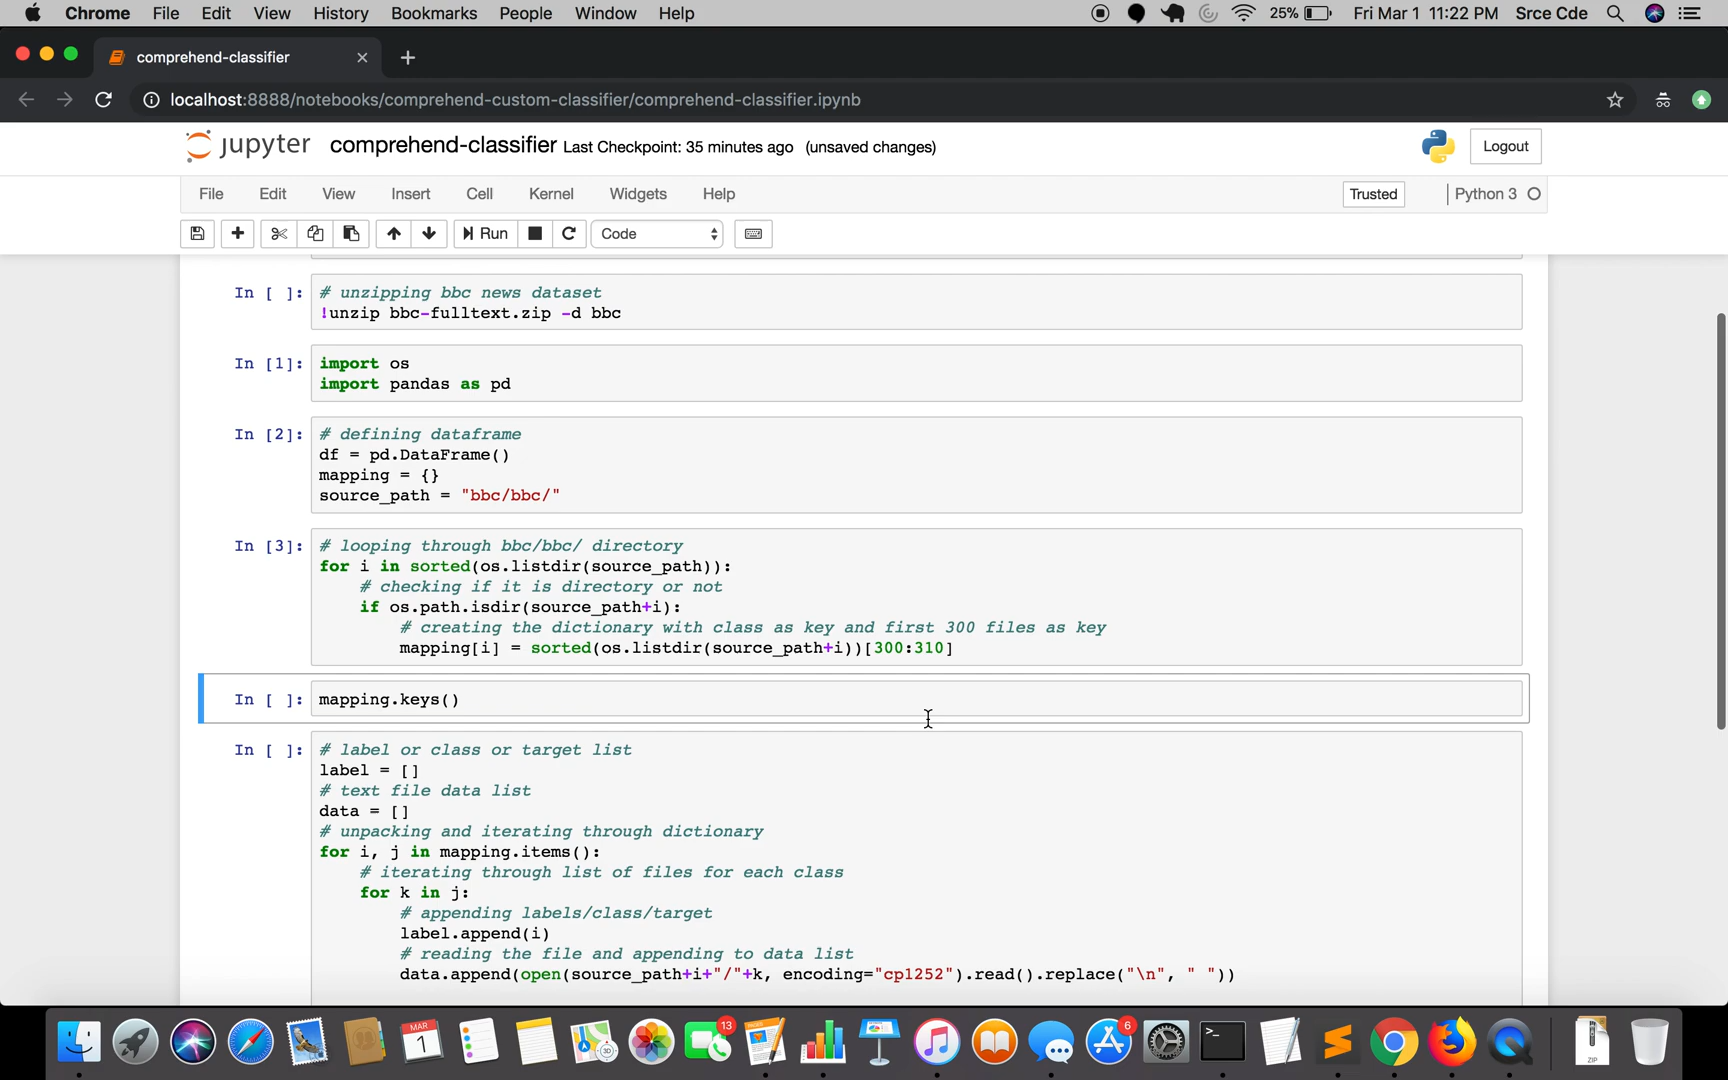 Chrome File Edit View History Bookmarks People Window Help 25% Fri Mar 1 11:22 PM Srce Cde
comprehend-classifier
localhost:8888/notebooks/comprehend-custom-classifier/comprehend-classifier.ipynb
jupyter comprehend-classifier Last Checkpoint: 35 minutes ago (unsaved changes) Logout
File Edit View Insert Cell Kernel Widgets Help Trusted Python 3
Run Code
In [ ]: # unzipping bbc news dataset
!unzip bbc-fulltext.zip -d bbc
In [1]: import os
import pandas as pd
In [2]: # defining dataframe
df = pd.DataFrame()
mapping = {}
source_path = "bbc/bbc/"
In [3]: # looping through bbc/bbc/ directory
for i in sorted(os.listdir(source_path)):
# checking if it is directory or not
if os.path.isdir(source_path+i):
# creating the dictionary with class as key and first 300 files as key
mapping[i] = sorted(os.listdir(source_path+i))[300:310]
In [ ]: mapping.keys()
In [ ]: # label or class or target list
label = []
# text file data list
data = []
# unpacking and iterating through dictionary
for i, j in mapping.items():
# iterating through list of files for each class
for k in j:
# appending labels/class/target
label.append(i)
# reading the file and appending to data list
data.append(open(source_path+i+"/"+k, encoding="cp1252").read().replace("\n", " "))
MAR
1
3D
13
6
>_
ZIP